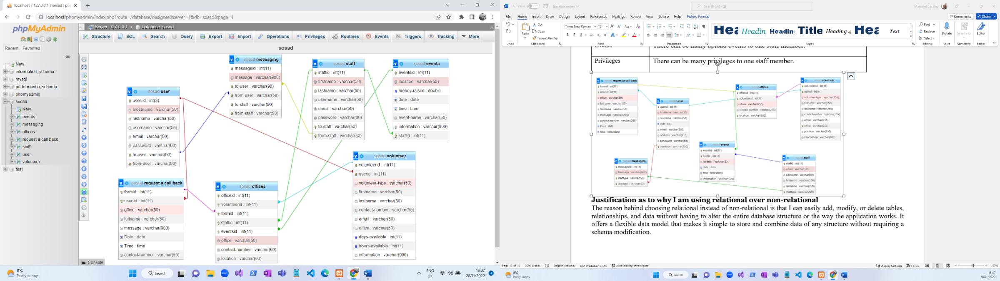 localhost / 127.0.0.1 / sosad | ph
localhost/phpmyadmin/index.php?route=/database/designer&server=1&db=sosad&page=1
phpMyAdmin
Recent Favorites
New
information_schema
mysql
performance_schema
phpmyadmin
sosad
New
events
messaging
offices
request a call back
staff
user
volunteer
test
Server: 127.0.0.1 » Database: sosad
Structure SQL Search Query Export Import Operations Privileges Routines Events Triggers Tracking More
sosad
sosad user
user-id : int(3)
firestname : varchar(50)
lastname : varchar(50)
username : varchar(50)
email : varchar(50)
password : varchar(60)
to-user : varchar(90)
from-user : varchar(90)
sosad messaging
messageid : int(11)
message : varchar(900)
to-user : varchar(90)
from-user : varchar(50)
to-staff : varchar(90)
from-staff : varchar(90)
sosad staff
staffid : int(11)
firstname : varchar(50)
lastname : varchar(50)
username : varchar(50)
email : varchar(50)
password : varchar(60)
to-staff : varchar(50)
from-staff : varchar(50)
sosad events
eventsid : int(11)
location : varchar(50)
money-raised : double
date : date
time : time
event-name : varchar(50)
information : varchar(900)
staffid : int(11)
sosad request a call back
formid : int(11)
user-id : int(11)
office : varchar(50)
fullname : varchar(50)
message : varchar(900)
Date : date
Time : time
contact-number : varchar(50)
sosad offices
officeid : int(11)
volunteerid : int(11)
formid : int(11)
staffid : int(11)
eventsid : int(11)
office : varchar(50)
contact-number : varchar(60)
location : varchar(60)
sosad volunteer
volunteerid : int(11)
userid : int(11)
volunteer-type : varchar(50)
firstname : varchar(50)
lastname : varchar(50)
contact-number : varchar(60)
email : varchar(50)
office : varchar(50)
days-available : int(11)
hours-available : int(11)
information : varchar(900)
Console
8°C
Partly sunny
Search
ENG
UK
15:07
28/11/2022
3
AutoSave Off literature review
Search (Alt+Q)
Margaret Buckley
File Home Insert Draw Design Layout References Mailings Review View Zotero Help Picture Format
Comments Share
Paste Cut
Copy
Format Painter
Times New Roman 12
Hea Headin Headin Title Heading 4 Hea Text
Find
Replace
Select
Dictate Sensitivity Editor
Undo Clipboard Font Paragraph Styles Editing Voice Sensitivity Editor
Events There can be many upload events to one staff member.
Privileges There can be many privileges to one staff member.
sosad request a call back
formid : int(11)
userid : int(11)
office : varchar(50)
fullname : varchar(50)
lastname : varchar(50)
message : varchar(255)
contact-number : varchar(255)
Date : date
time : timestamp
sosad user
userid : int(11)
firstname : varchar(50)
lastname : varchar(50)
dob : date
email : varchar(250)
address : varchar(250)
password : varchar(60)
usertype : varchar(250)
sosad offices
officeid : int(11)
volunteerid : int(11)
office : varchar(255)
contact number : varchar(255)
location : varchar(255)
sosad volunteer
volunteerid : int(11)
userid : int(11)
volunteer-type : varchar(255)
fullname : varchar(255)
lastname : varchar(255)
contactnumber : varchar(255)
email : varchar(255)
office : varchar(255)
position : varchar(255)
information : varchar(900)
sosad messaging
messageId : int(11)
Message : varchar(950)
stafftype : varchar(50)
usertype : varchar(50)
sosad events
eventid : int(11)
staffid : int(11)
location : varchar(50)
date : date
time : timestamp
information : varchar(900)
sosad staff
staffid : int(11)
email : varchar(50)
password : varchar(60)
firstname : varchar(250)
lastname : varchar(250)
stafftype : varchar(200)
Justification as to why I am using relational over non-relational
The reason behind choosing relational instead of non-relational is that I can easily add, modify, or delete tables,
relationships, and data without having to alter the entire database structure or the way the application works. It
offers a flexible data model that makes it simple to store and combine data of any structure without requiring a
schema modification.
Page 13 of 16 3091 words English (Ireland) Text Predictions: On Accessibility: Investigate
Display Settings Focus 167%
8°C
Partly sunny
Search
15:07
28/11/2022